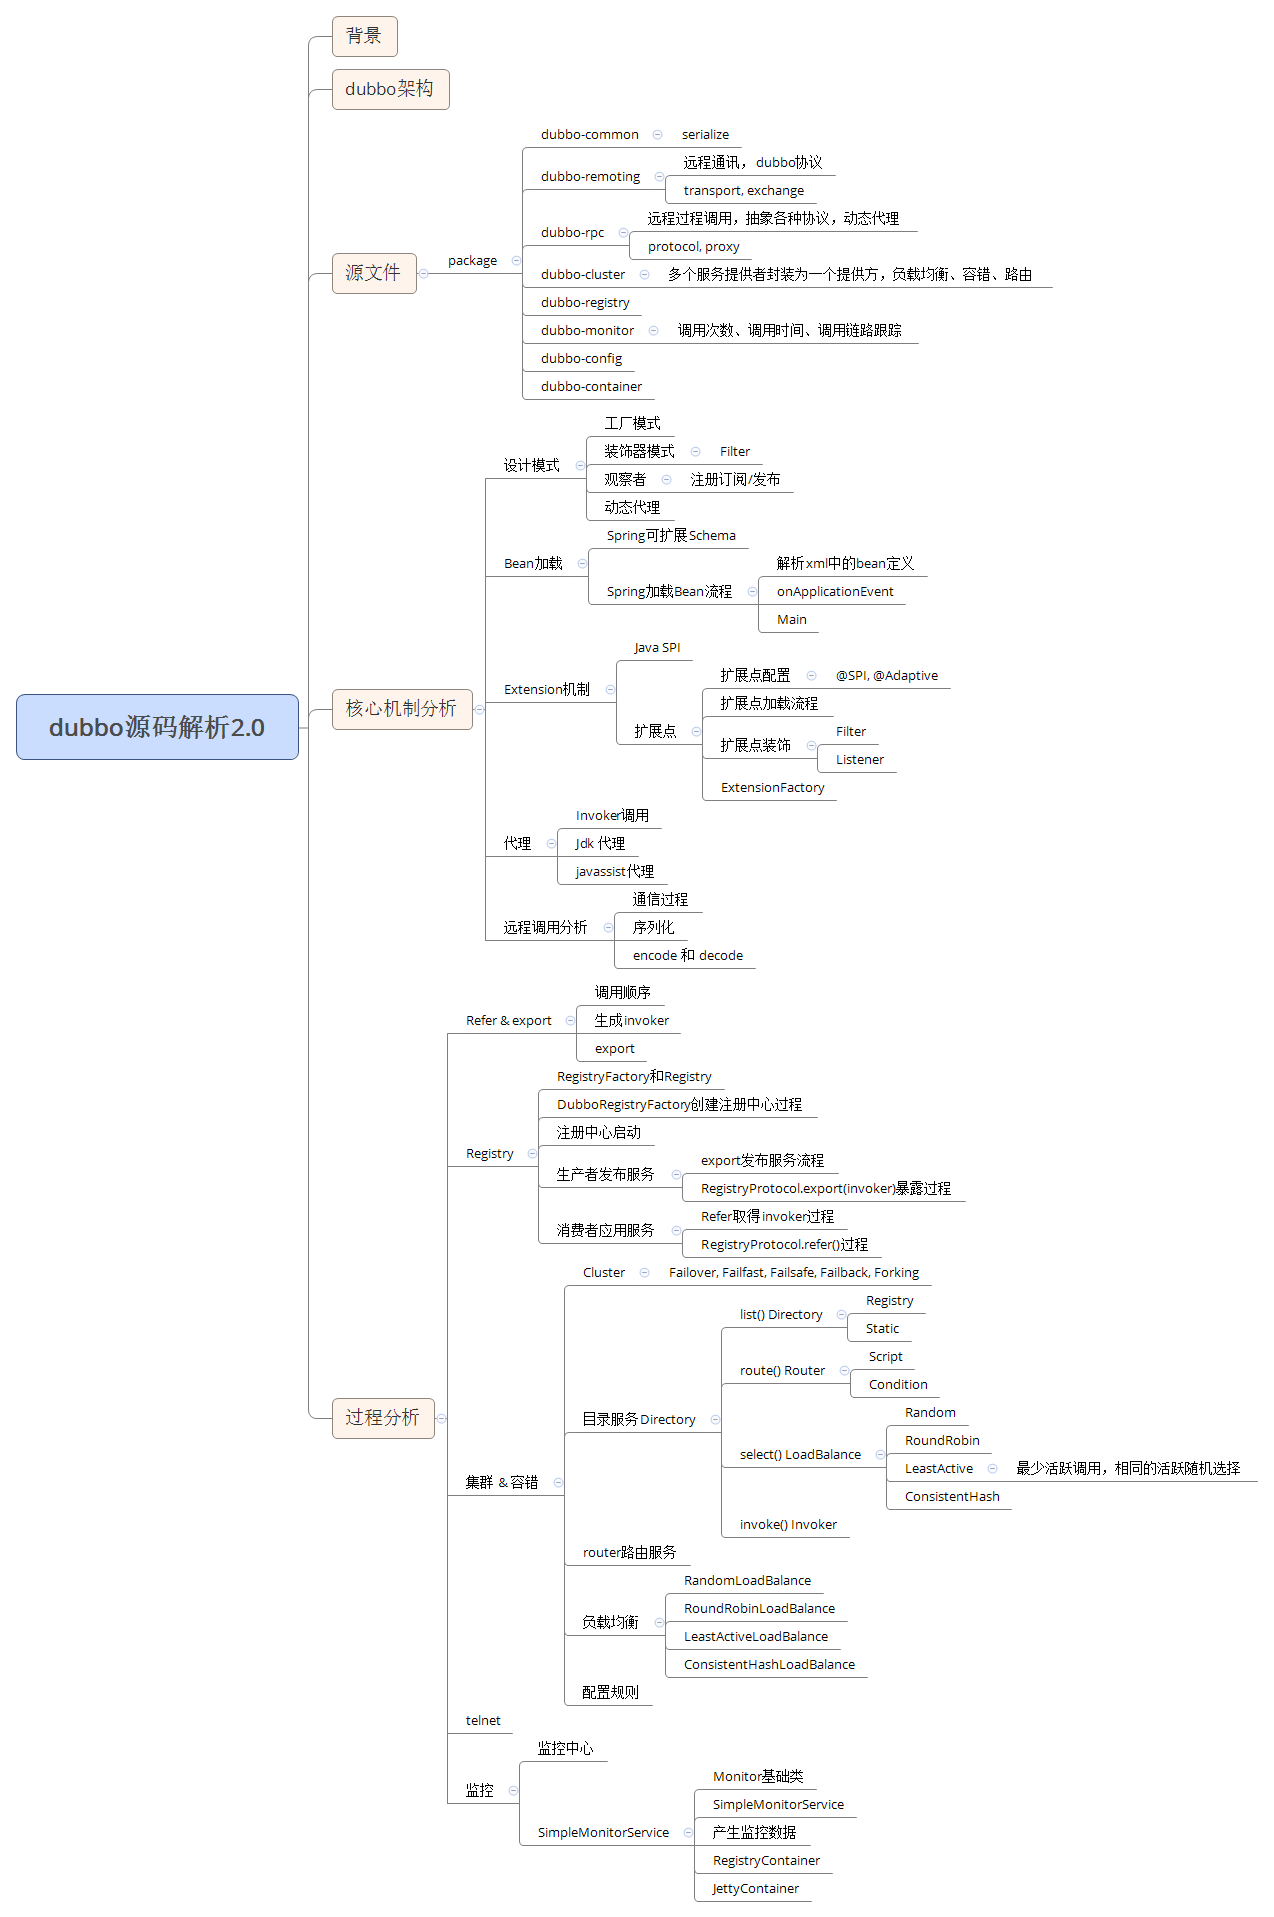 背景
dubbo架构
dubbo-common
serialize
远程通讯，dubbo协议
dubbo-remoting
transport, exchange
远程过程调用，抽象各种协议，动态代理
dubbo-rpc
protocol, proxy
package
源文件
dubbo-cluster
多个服务提供者封装为一个提供方，负载均衡、容错、路由
dubbo-registry
dubbo-monitor
调用次数、调用时间、调用链路跟踪
dubbo-config
dubbo-container
工厂模式
装饰器模式
Filter
设计模式
观察者
注册订阅/发布
动态代理
Spring可扩展Schema
Bean加载
解析xml中的bean定义
Spring加载Bean流程
onApplicationEvent
Main
Java SPI
扩展点配置
@SPI, @Adaptive
Extension机制
扩展点加载流程
核心机制分析
dubbo源码解析2.0
扩展点
Filter
扩展点装饰
Listener
ExtensionFactory
Invoker调用
代理
Jdk 代理
javassist代理
通信过程
远程调用分析
序列化
encode 和 decode
调用顺序
Refer & export
生成invoker
export
RegistryFactory和Registry
DubboRegistryFactory创建注册中心过程
注册中心启动
Registry
export发布服务流程
生产者发布服务
RegistryProtocol.export(invoker)暴露过程
Refer取得invoker过程
消费者应用服务
RegistryProtocol.refer()过程
Cluster
Failover, Failfast, Failsafe, Failback, Forking
Registry
list() Directory
Static
Script
route() Router
Condition
过程分析
目录服务Directory
Random
RoundRobin
select() LoadBalance
LeastActive
最少活跃调用，相同的活跃随机选择
集群 & 容错
ConsistentHash
invoke() Invoker
router路由服务
RandomLoadBalance
RoundRobinLoadBalance
负载均衡
LeastActiveLoadBalance
ConsistentHashLoadBalance
配置规则
telnet
监控中心
监控
Monitor基础类
SimpleMonitorService
SimpleMonitorService
产生监控数据
RegistryContainer
JettyContainer